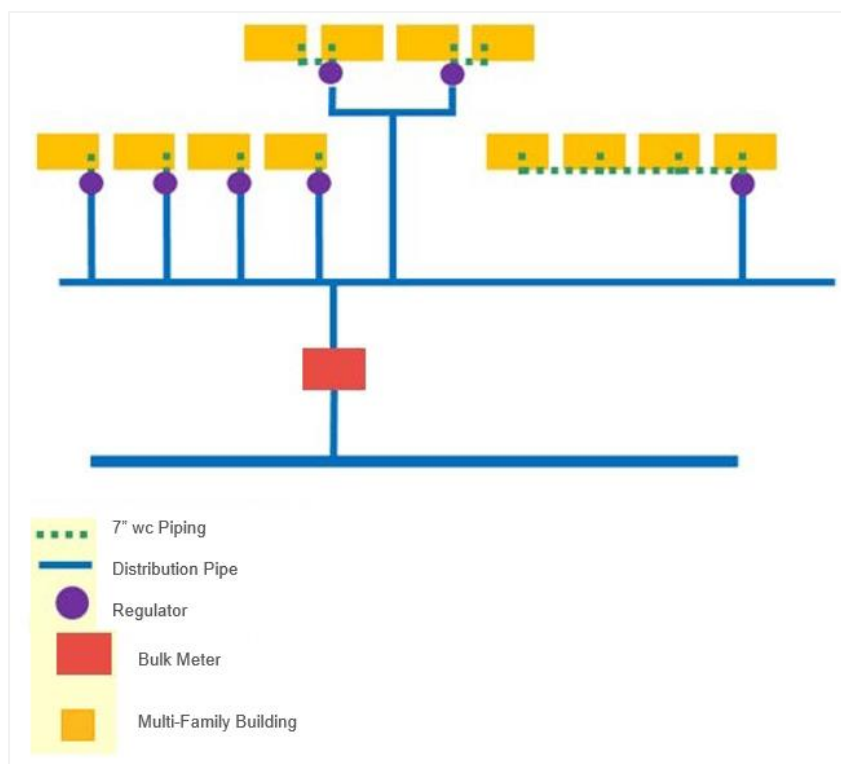 7” wc Piping
Distribution Pipe
Regulator
Bulk Meter
Multi-Family Building